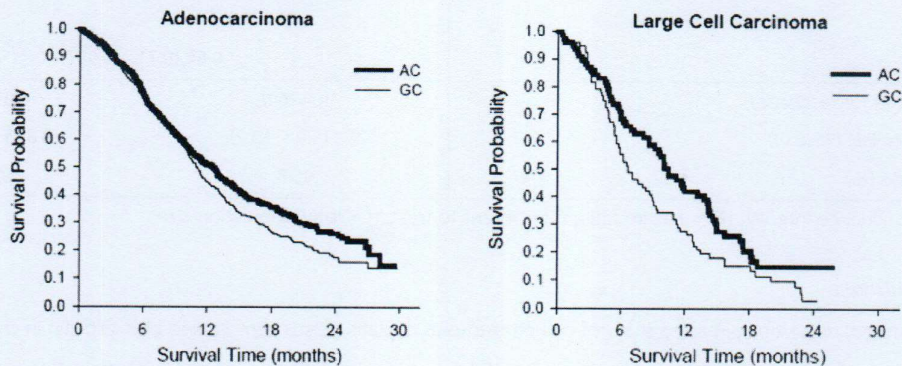 Adenocarcinoma
1.0
0.9
0.8
0.7
0.6
0.5
0.4
0.3
0.2
0.1
0.0
Survival Probability
AC
GC
0 6 12 18 24 30
Survival Time (months)
Large Cell Carcinoma
1.0
0.9
0.8
0.7
0.6
0.5
0.4
0.3
0.2
0.1
0.0
Survival Probability
AC
GC
0 6 12 18 24 30
Survival Time (months)